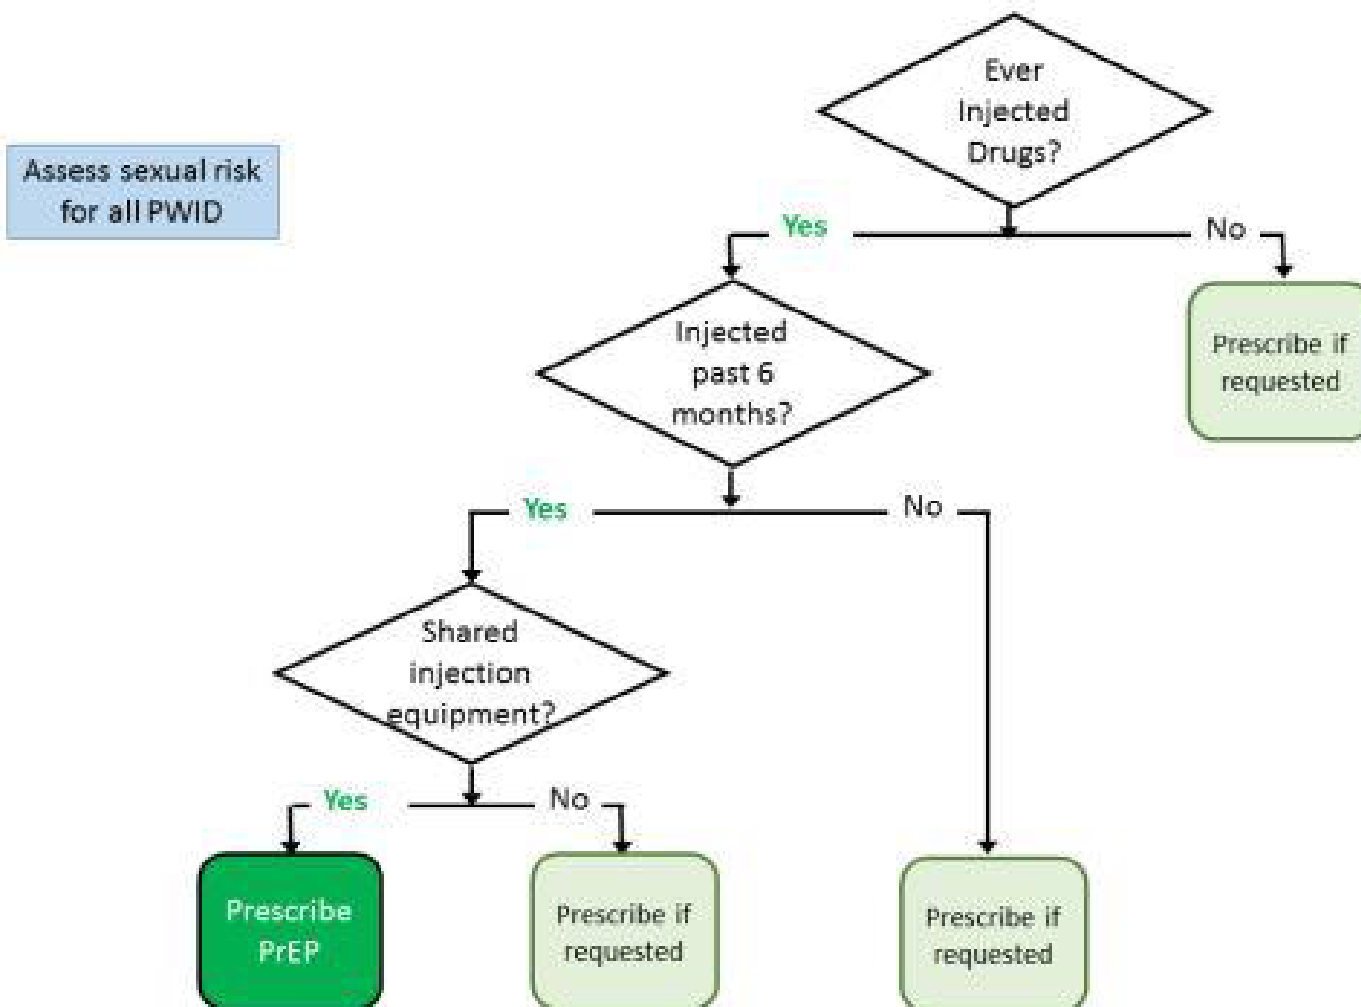 Ever
Injected
Drugs?
Assess sexual risk
for all PWID
Yes
No
Injected
past 6
months?
Prescribe if
requested
Yes
No
Shared
injection
equipment?
Yes
No
Prescribe
PrEP
Prescribe if
requested
Prescribe if
requested